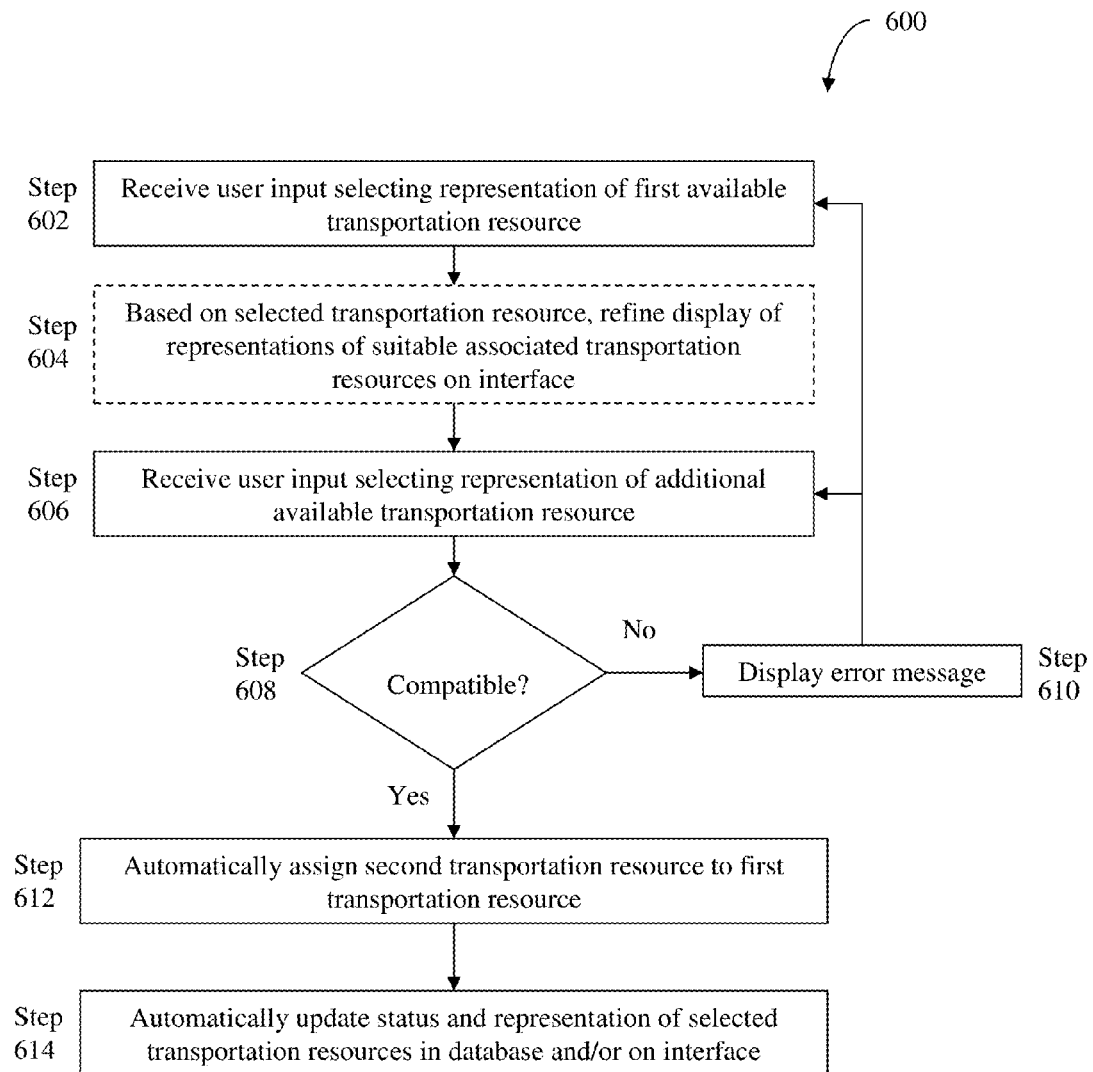 600
Step
602
Receive user input selecting representation of first available
transportation resource
Step
604
Based on selected transportation resource, refine display of
representations of suitable associated transportation
resources on interface
Step
606
Receive user input selecting representation of additional
available transportation resource
Step
608
Compatible?
No
Display error message
Step
610
Yes
Step
612
Automatically assign second transportation resource to first
transportation resource
Step
614
Automatically update status and representation of selected
transportation resources in database and/or on interface